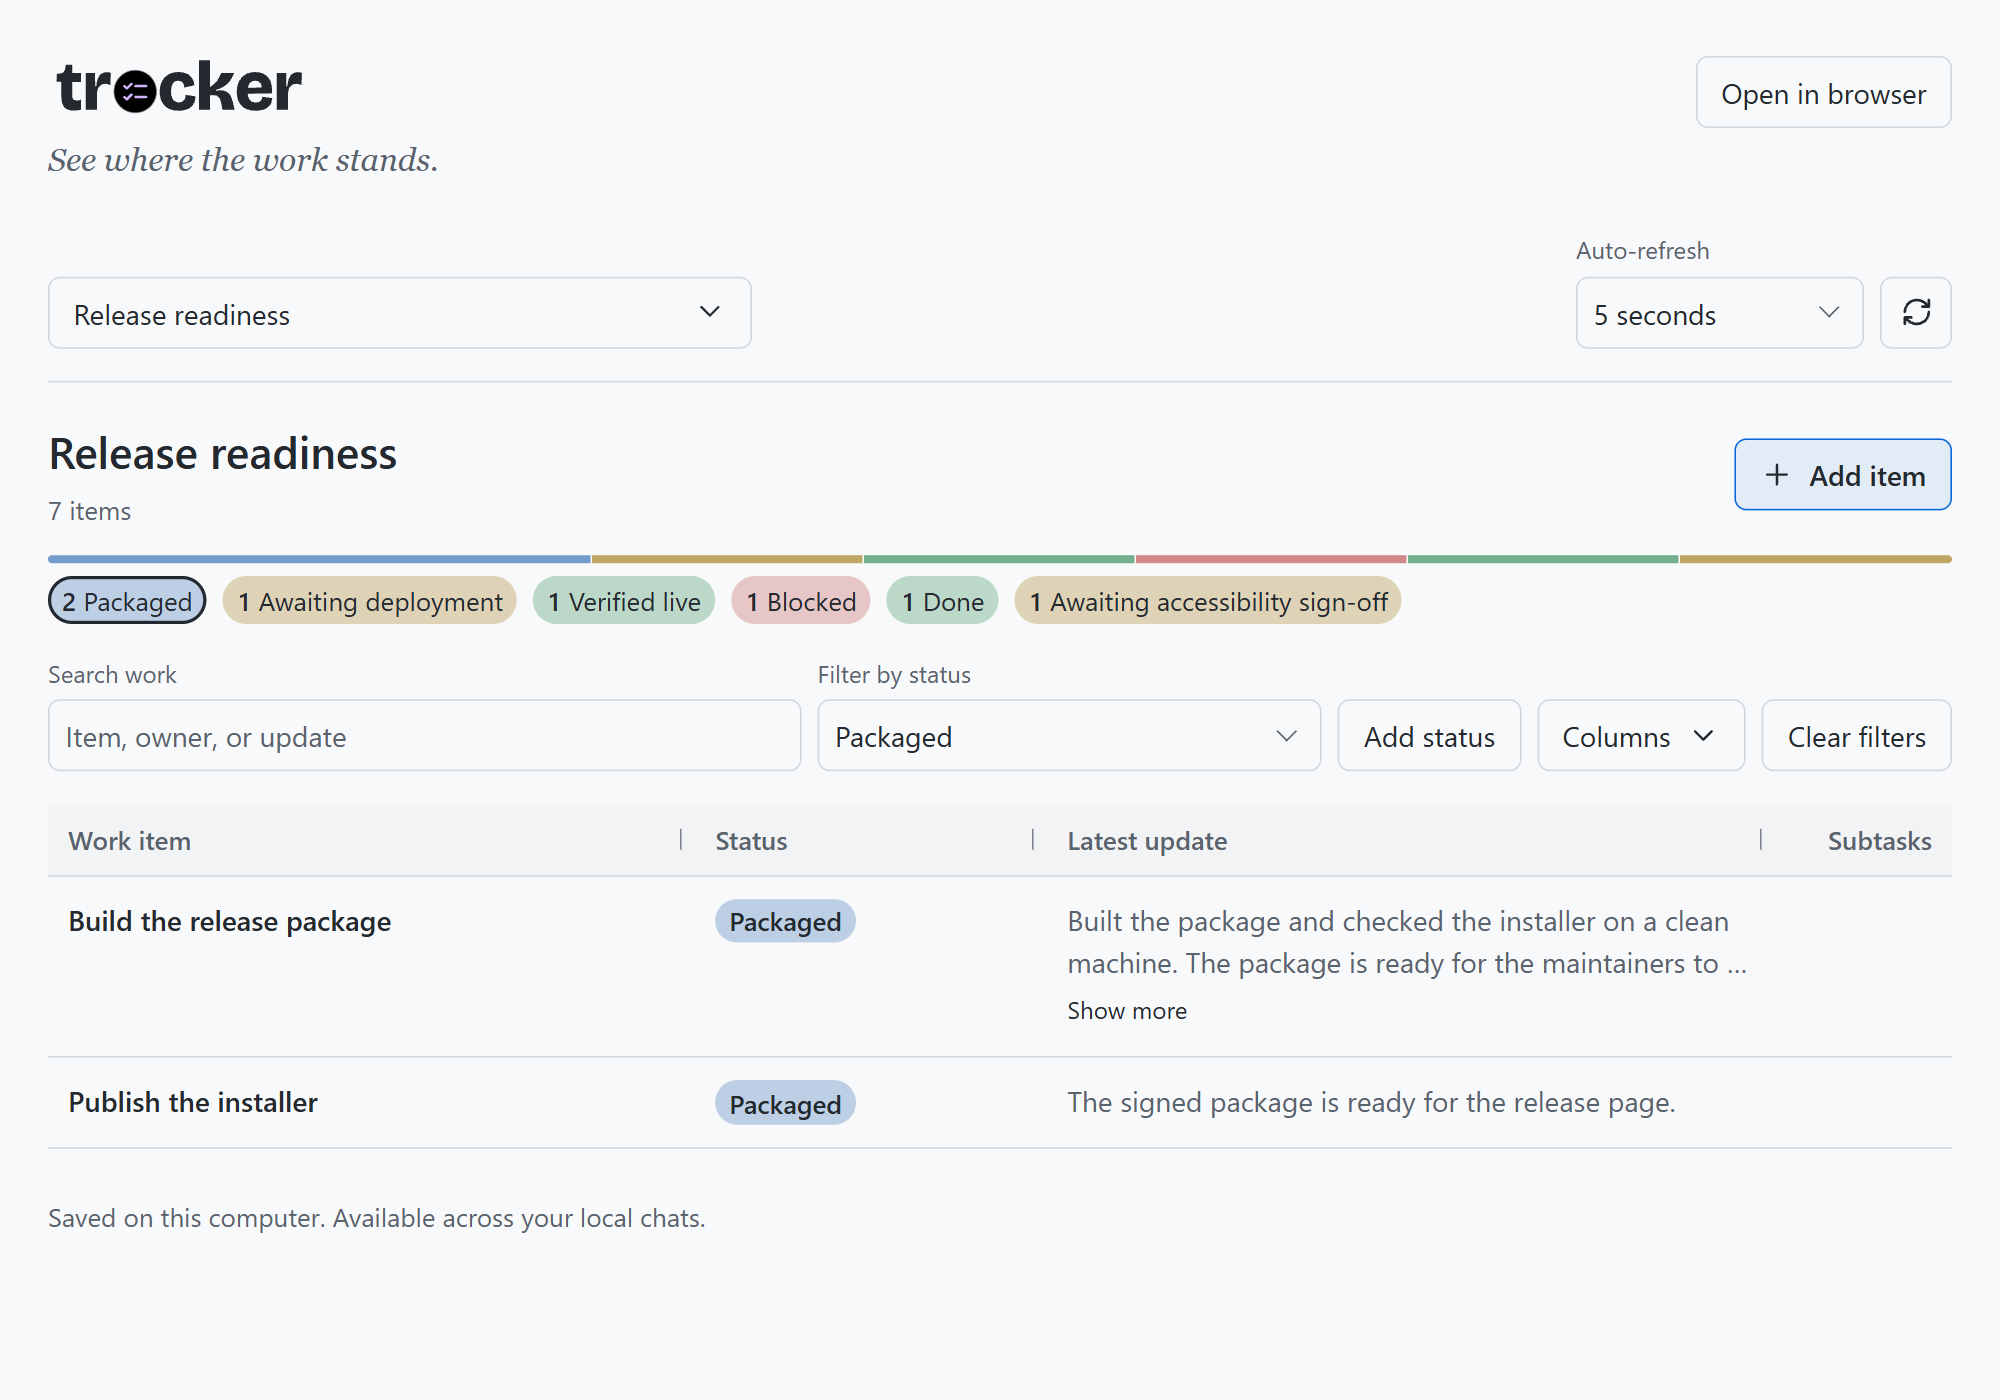 trocker
Open in browser
See where the work stands.
Auto-refresh
Release readiness
5 seconds
Release readiness
7 items
Add item
2 Packaged
1 Awaiting deployment
1 Verified live
1 Blocked
1 Done
1 Awaiting accessibility sign-off
Search work
Filter by status
Item, owner, or update
Packaged
Add status
Columns
Clear filters
Work item
Status
Latest update
Subtasks
Build the release package
Packaged
Built the package and checked the installer on a clean
machine. The package is ready for the maintainers to ...
Show more
Publish the installer
Packaged
The signed package is ready for the release page.
Saved on this computer. Available across your local chats.